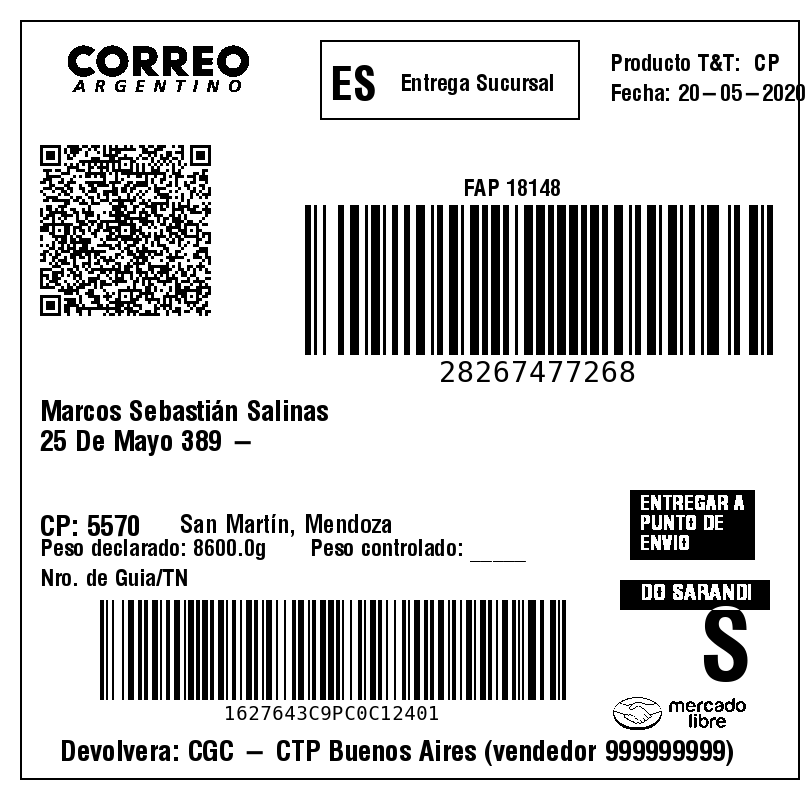 CORREO
ARGENTINO
ES Entrega Sucursal
Producto T&T: CP
Fecha: 20-05-2020
FAP 18148
28267477268
Marcos Sebastián Salinas
25 De Mayo 389 -
CP: 5570 San Martín, Mendoza
Peso declarado: 8600.0g Peso controlado: _____
Nro. de Guia/TN
ENTREGAR A
PUNTO DE
ENVIO
DO SARANDI
S
1627643C9PC0C12401
mercado
libre
Devolvera: CGC - CTP Buenos Aires (vendedor 999999999)